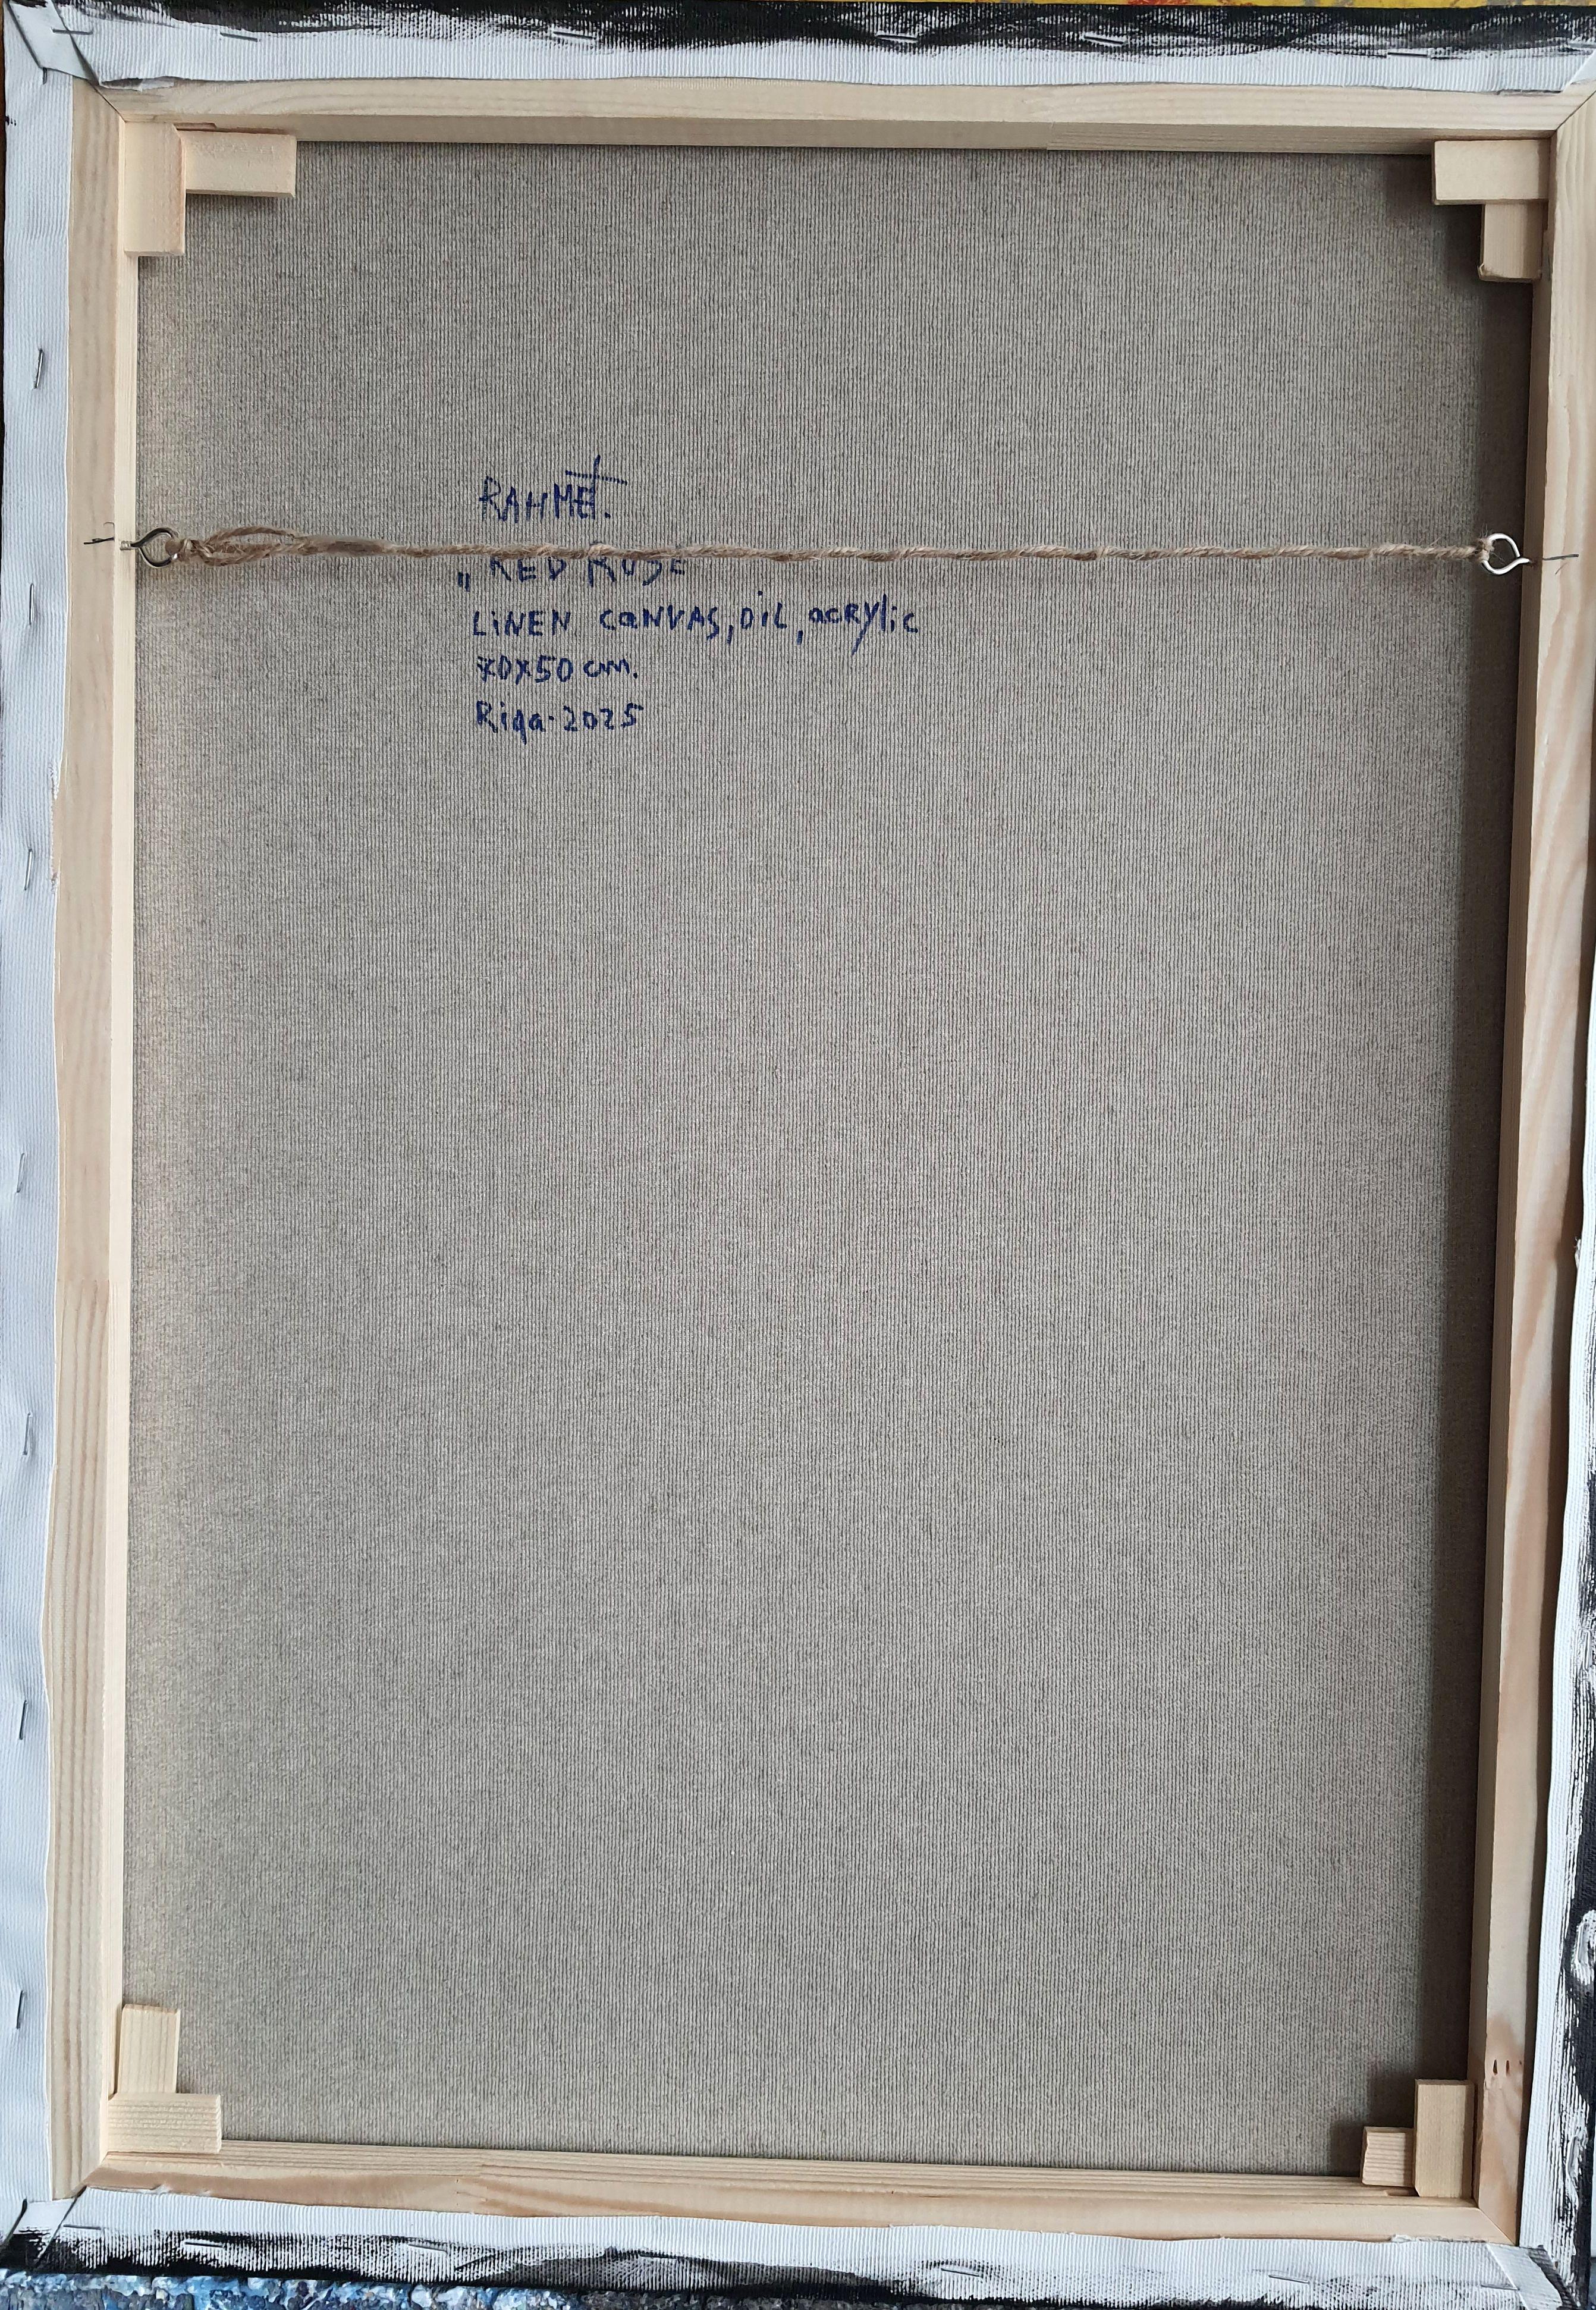 RAHMET.
„ RED ROSE
LiNEN CaNVAS, OiL, acRYlic
70x50 cm.
Riga-2025